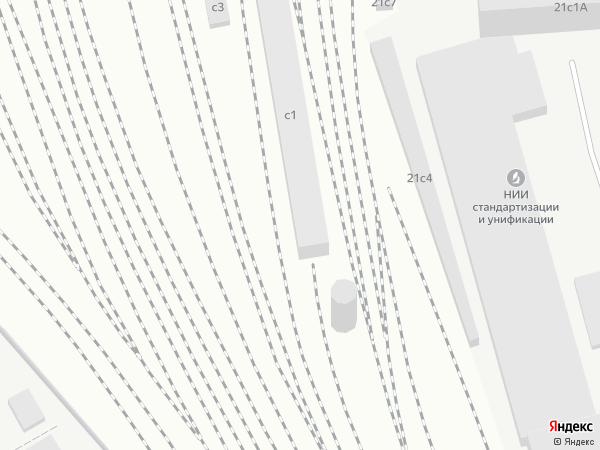 с3
21с7
21с1А
с1
21с4
НИИ
стандартизации
и унификации
Яндекс
© Яндекс